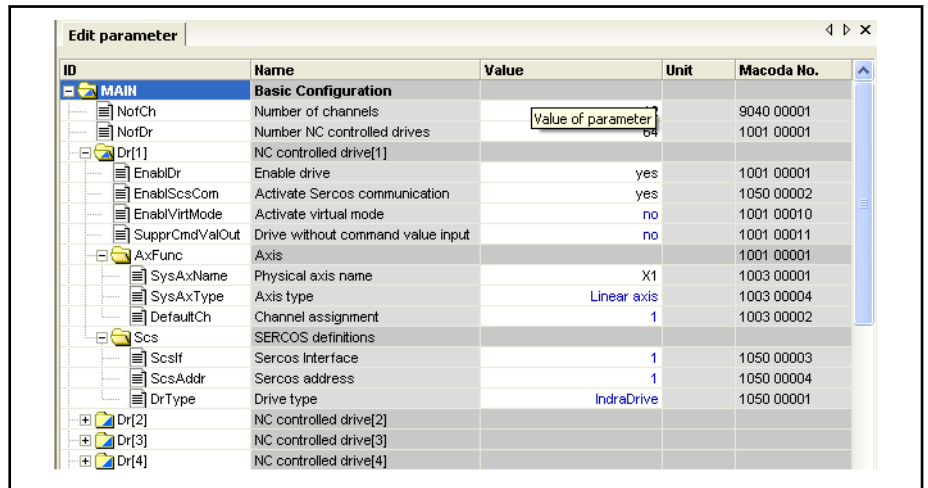 Edit parameter
ID Name Value Unit Macoda No.
MAIN Basic Configuration
NofCh Number of channels 9040 00001
Value of parameter
NofDr Number NC controlled drives 64 1001 00001
Dr[1] NC controlled drive[1]
EnablDr Enable drive yes 1001 00001
EnablScsCom Activate Sercos communication yes 1050 00002
EnablVirtMode Activate virtual mode no 1001 00010
SupprCmdValOut Drive without command value input no 1001 00011
AxFunc Axis 1001 00001
SysAxName Physical axis name X1 1003 00001
SysAxType Axis type Linear axis 1003 00004
DefaultCh Channel assignment 1 1003 00002
Scs SERCOS definitions
ScsIf Sercos Interface 1 1050 00003
ScsAddr Sercos address 1 1050 00004
DrType Drive type IndraDrive 1050 00001
Dr[2] NC controlled drive[2]
Dr[3] NC controlled drive[3]
Dr[4] NC controlled drive[4]